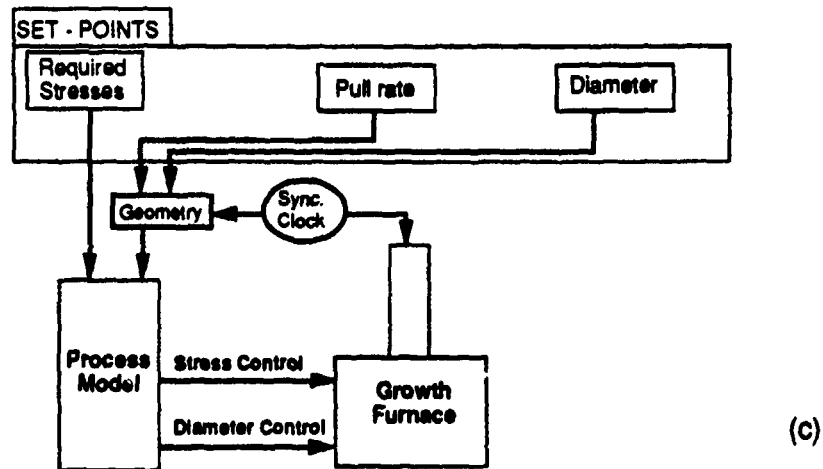 SET - POINTS
Required
Stresses
Pull rate
Diameter
Geometry
Sync.
Clock
Process
Model
Stress Control
Growth
Furnace
Diameter Control
(c)